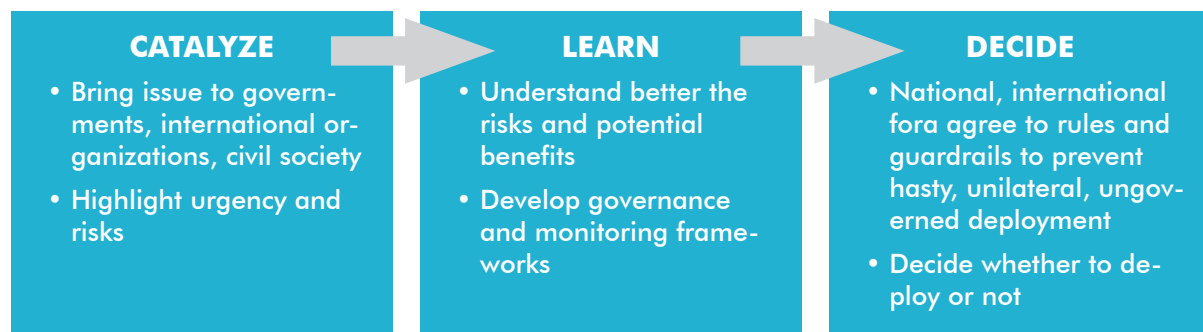 CATALYZE
• Bring issue to govern-
ments, international or-
ganizations, civil society
• Highlight urgency and
risks
LEARN
• Understand better the
risks and potential
benefits
• Develop governance
and monitoring frame-
works
DECIDE
• National, international
fora agree to rules and
guardrails to prevent
hasty, unilateral, ungov-
erned deployment
• Decide whether to de-
ploy or not